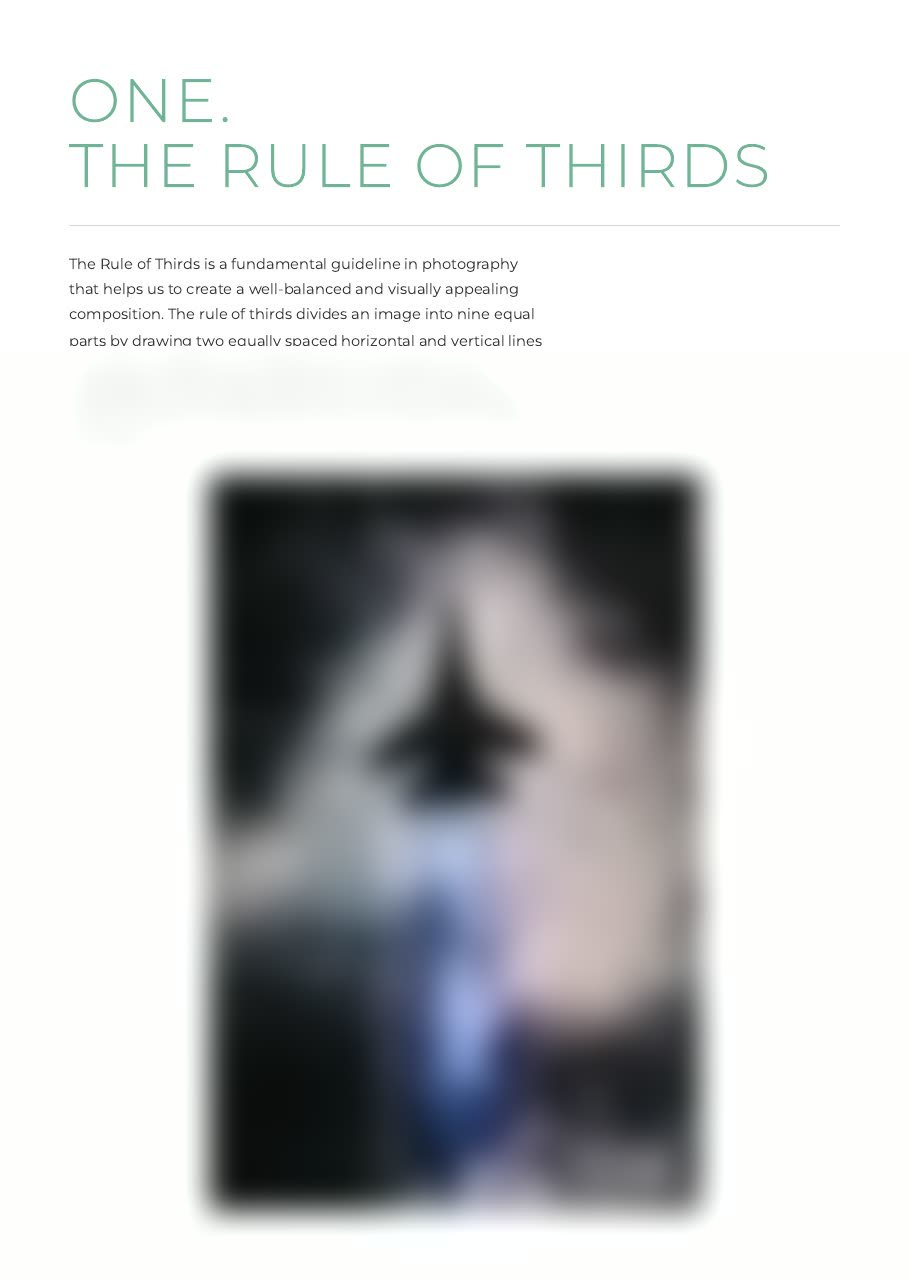 ONE.
THE RULE OF THIRDS
The Rule of Thirds is a fundamental guideline in photography
that helps us to create a well-balanced and visually appealing
composition. The rule of thirds divides an image into nine equal
parts by drawing two equally spaced horizontal and vertical lines